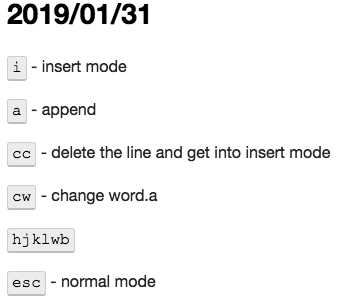 2019/01/31
i - insert mode
a - append
cc - delete the line and get into insert mode
cw - change word.a
hjklwb
esc - normal mode